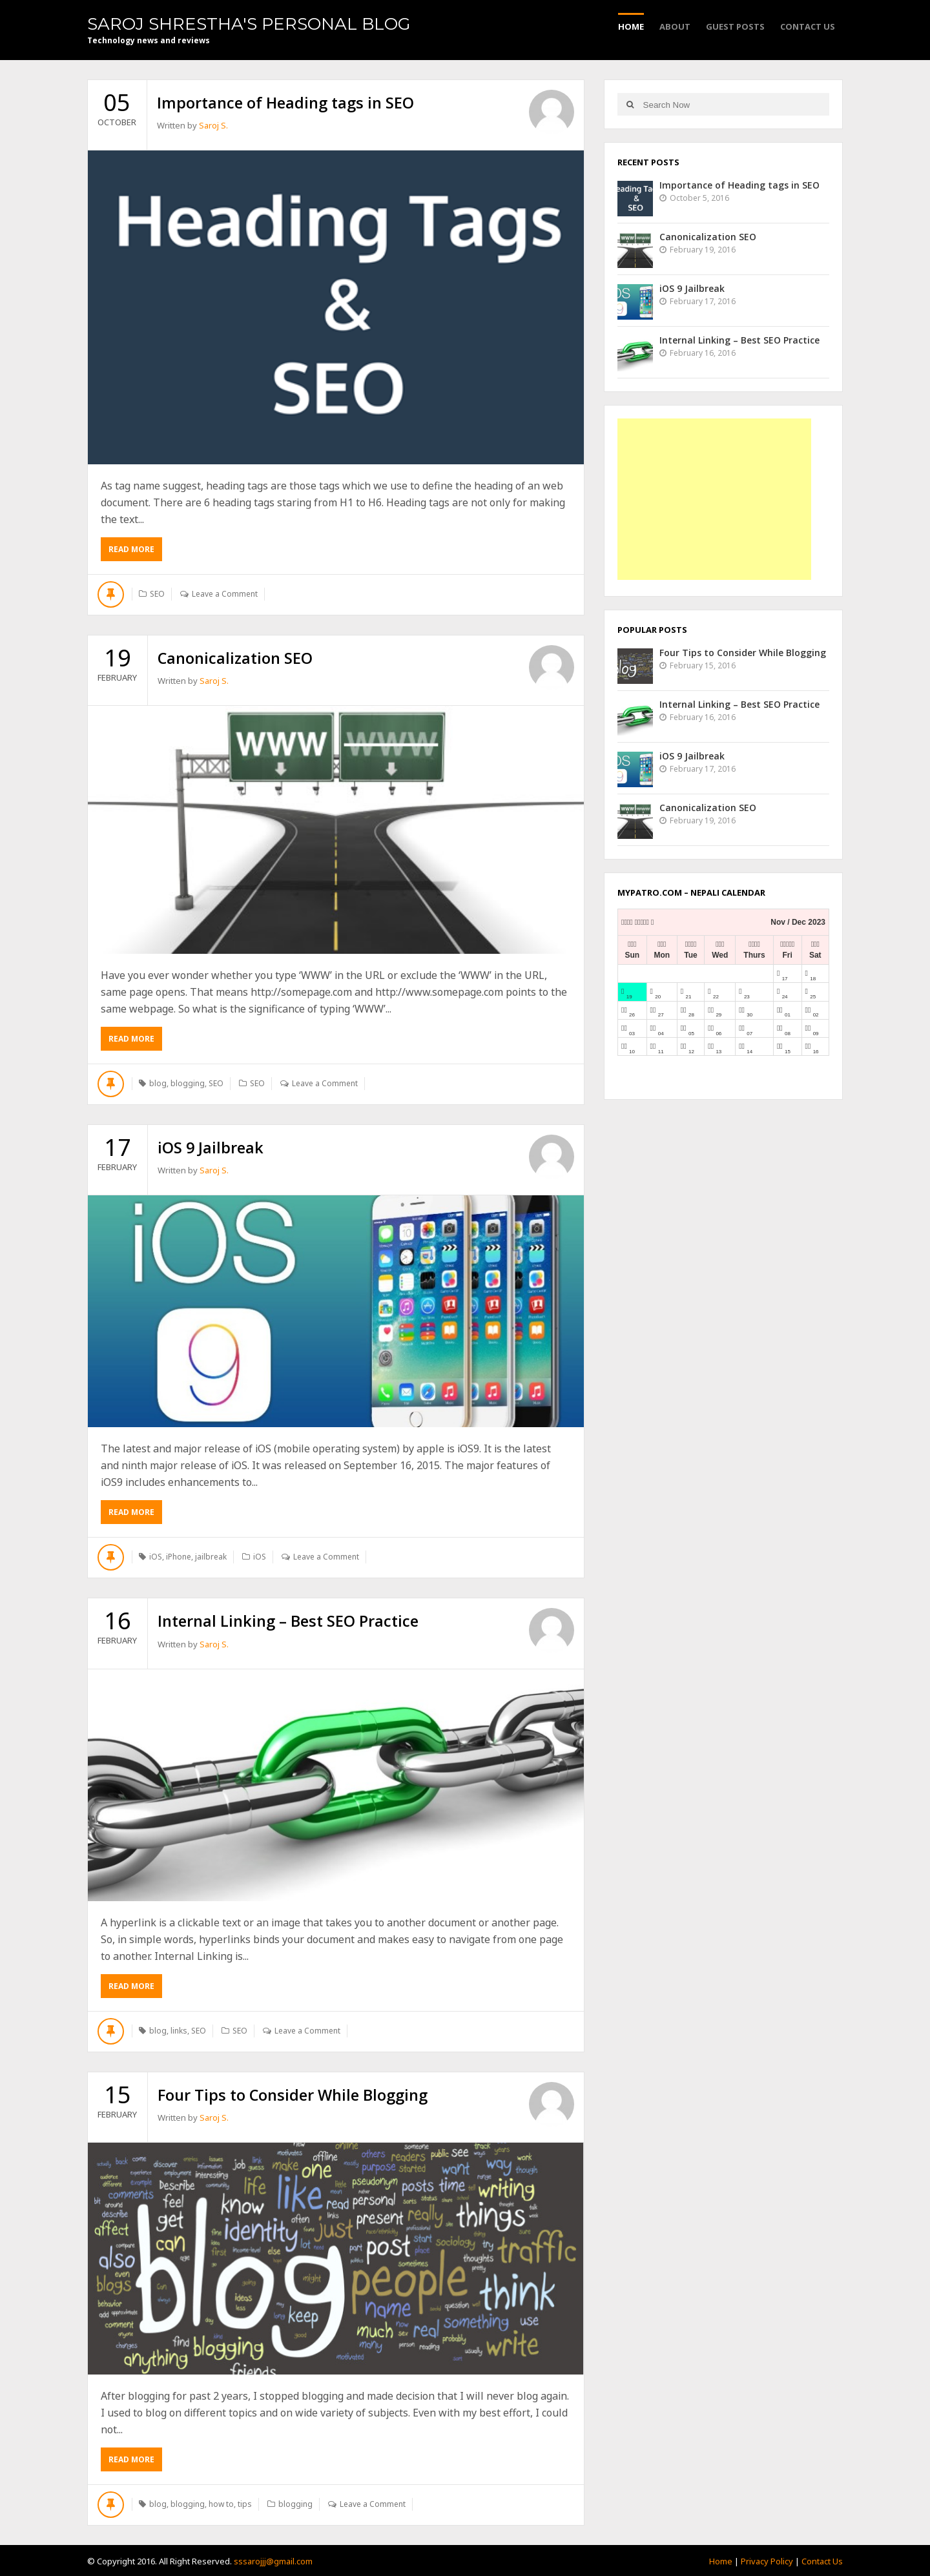 SAROJ SHRESTHA'S PERSONAL BLOG
Technology news and reviews
HOME
ABOUT
GUEST POSTS
CONTACT US
05
OCTOBER
Importance of Heading tags in SEO
Written by Saroj S.
Heading Tags
&
SEO
As tag name suggest, heading tags are those tags which we use to define the heading of an web
document. There are 6 heading tags staring from H1 to H6. Heading tags are not only for making
the text...
READ MORE
SEO
Leave a Comment
19
FEBRUARY
Canonicalization SEO
Written by Saroj S.
WWW
WWW
Have you ever wonder whether you type ‘WWW’ in the URL or exclude the ‘WWW’ in the URL,
same page opens. That means http://somepage.com and http://www.somepage.com points to the
same webpage. So what is the significance of typing ‘WWW’...
READ MORE
blog, blogging, SEO
SEO
Leave a Comment
17
FEBRUARY
iOS 9 Jailbreak
Written by Saroj S.
iOS
9
The latest and major release of iOS (mobile operating system) by apple is iOS9. It is the latest
and ninth major release of iOS. It was released on September 16, 2015. The major features of
iOS9 includes enhancements to...
READ MORE
iOS, iPhone, jailbreak
iOS
Leave a Comment
16
FEBRUARY
Internal Linking – Best SEO Practice
Written by Saroj S.
A hyperlink is a clickable text or an image that takes you to another document or another page.
So, in simple words, hyperlinks binds your document and makes easy to navigate from one page
to another. Internal Linking is...
READ MORE
blog, links, SEO
SEO
Leave a Comment
15
FEBRUARY
Four Tips to Consider While Blogging
Written by Saroj S.
blog
people
think
traffic
things
writing
write
like
know
identity
post
just
one
way
posts time
want
see
personal
really
also
blogs
affect
can
get
feel
keep
name
something
anything
blogging
friends
After blogging for past 2 years, I stopped blogging and made decision that I will never blog again.
I used to blog on different topics and on wide variety of subjects. Even with my best effort, I could
not...
READ MORE
blog, blogging, how to, tips
blogging
Leave a Comment
Search Now
RECENT POSTS
Importance of Heading tags in SEO
October 5, 2016
Canonicalization SEO
February 19, 2016
iOS 9 Jailbreak
February 17, 2016
Internal Linking – Best SEO Practice
February 16, 2016
POPULAR POSTS
Four Tips to Consider While Blogging
February 15, 2016
Internal Linking – Best SEO Practice
February 16, 2016
iOS 9 Jailbreak
February 17, 2016
Canonicalization SEO
February 19, 2016
MYPATRO.COM – NEPALI CALENDAR
Nov / Dec 2023
Sun Mon Tue Wed Thurs Fri Sat
17 18
19 20 21 22 23 24 25
26 27 28 29 30 01 02
03 04 05 06 07 08 09
10 11 12 13 14 15 16
© Copyright 2016. All Right Reserved. sssarojjj@gmail.com
Home | Privacy Policy | Contact Us